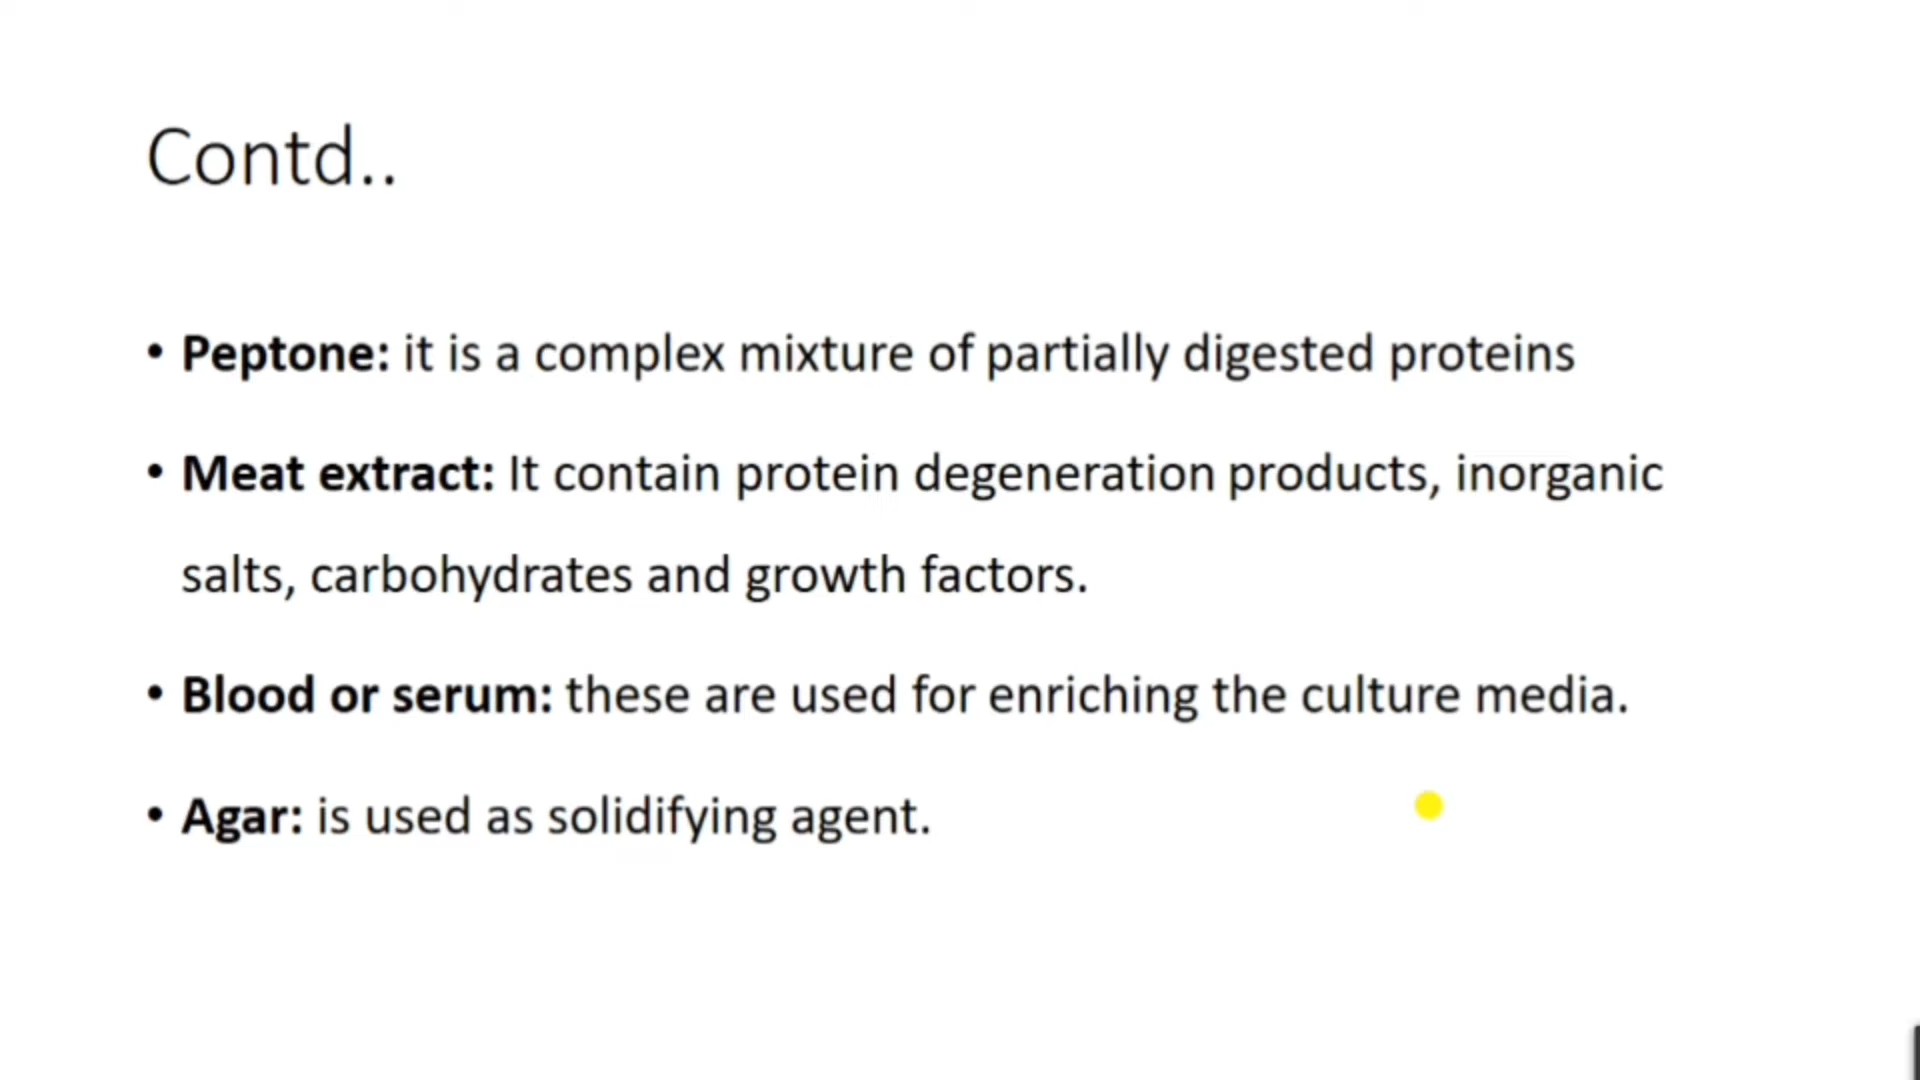 Contd..
• Peptone: it is a complex mixture of partially digested proteins
• Meat extract: It contain protein degeneration products, inorganic
salts, carbohydrates and growth factors.
• Blood or serum: these are used for enriching the culture media.
• Agar: is used as solidifying agent.